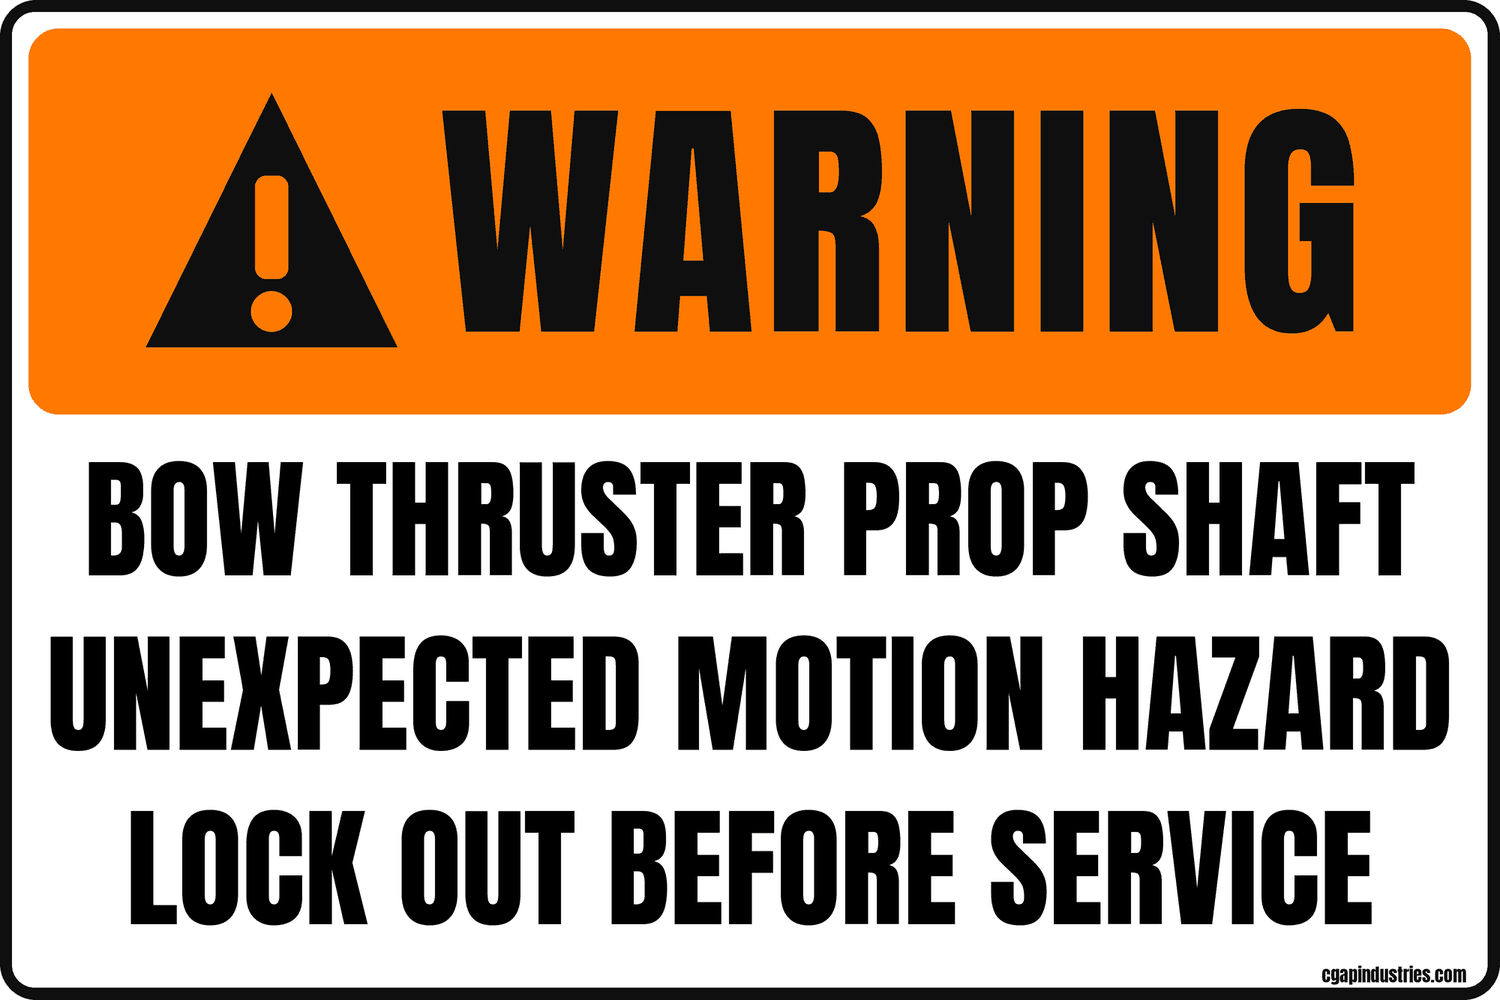 WARNING
BOW THRUSTER PROP SHAFT
UNEXPECTED MOTION HAZARD
LOCK OUT BEFORE SERVICE
cgapindustries.com